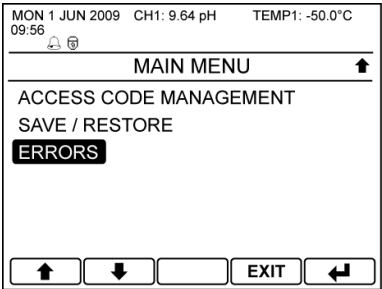 MON 1 JUN 2009 CH1: 9.64 pH TEMP1: -50.0°C
09:56
MAIN MENU
ACCESS CODE MANAGEMENT
SAVE / RESTORE
ERRORS
EXIT